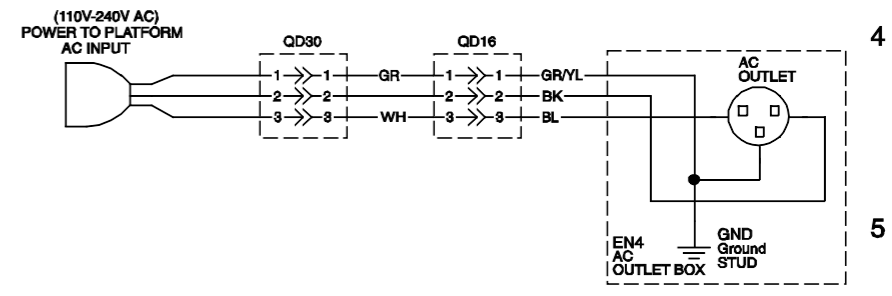 (110V-240V AC)
POWER TO PLATFORM
AC INPUT
QD30
QD16
4
AC
OUTLET
1 1 GR 1 1 GR/YL
2 2 2 2 BK
3 3 WH 3 3 BL
5
EN4
AC
OUTLET BOX
GND
Ground
STUD